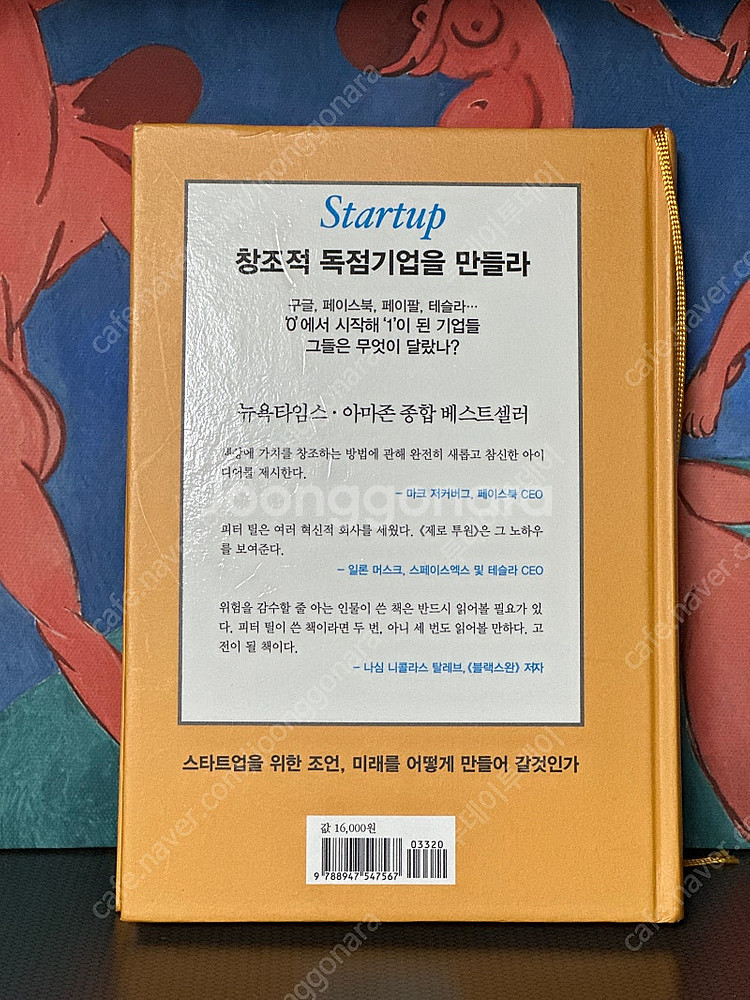 Startup
창조적 독점기업을 만들라
구글, 페이스북, 페이팔, 테슬라…
'0'에서 시작해 '1'이 된 기업들
그들은 무엇이 달랐나?
뉴욕타임스·아마존 종합 베스트셀러
세상에 가치를 창조하는 방법에 관해 완전히 새롭고 참신한 아이
디어를 제시한다.
– 마크 저커버그, 페이스북 CEO
피터 틸은 여러 혁신적 회사를 세웠다. 《제로 투원》은 그 노하우
를 보여준다.
– 일론 머스크, 스페이스엑스 및 테슬라 CEO
위험을 감수할 줄 아는 인물이 쓴 책은 반드시 읽어볼 필요가 있
다. 피터 틸이 쓴 책이라면 두 번, 아니 세 번도 읽어볼 만하다. 고
전이 될 책이다.
– 나심 니콜라스 탈레브, 《블랙스완》 저자
스타트업을 위한 조언, 미래를 어떻게 만들어 갈것인가
값 16,000원
03320
9 788947 547567
Joonggonara
cafe.naver.com/joonggonara